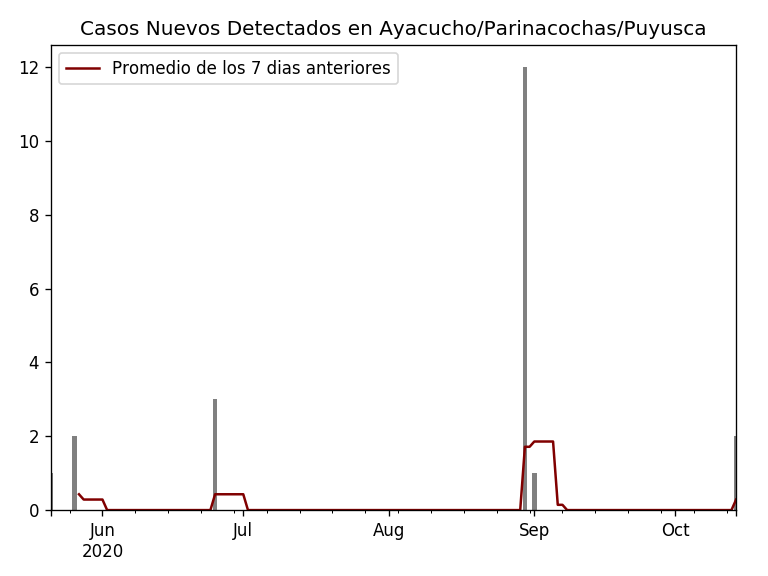 Casos Nuevos Detectados en Ayacucho/Parinacochas/Puyusca
Promedio de los 7 dias anteriores
12
10
8
6
4
2
0
Jun Jul Aug Sep Oct
2020